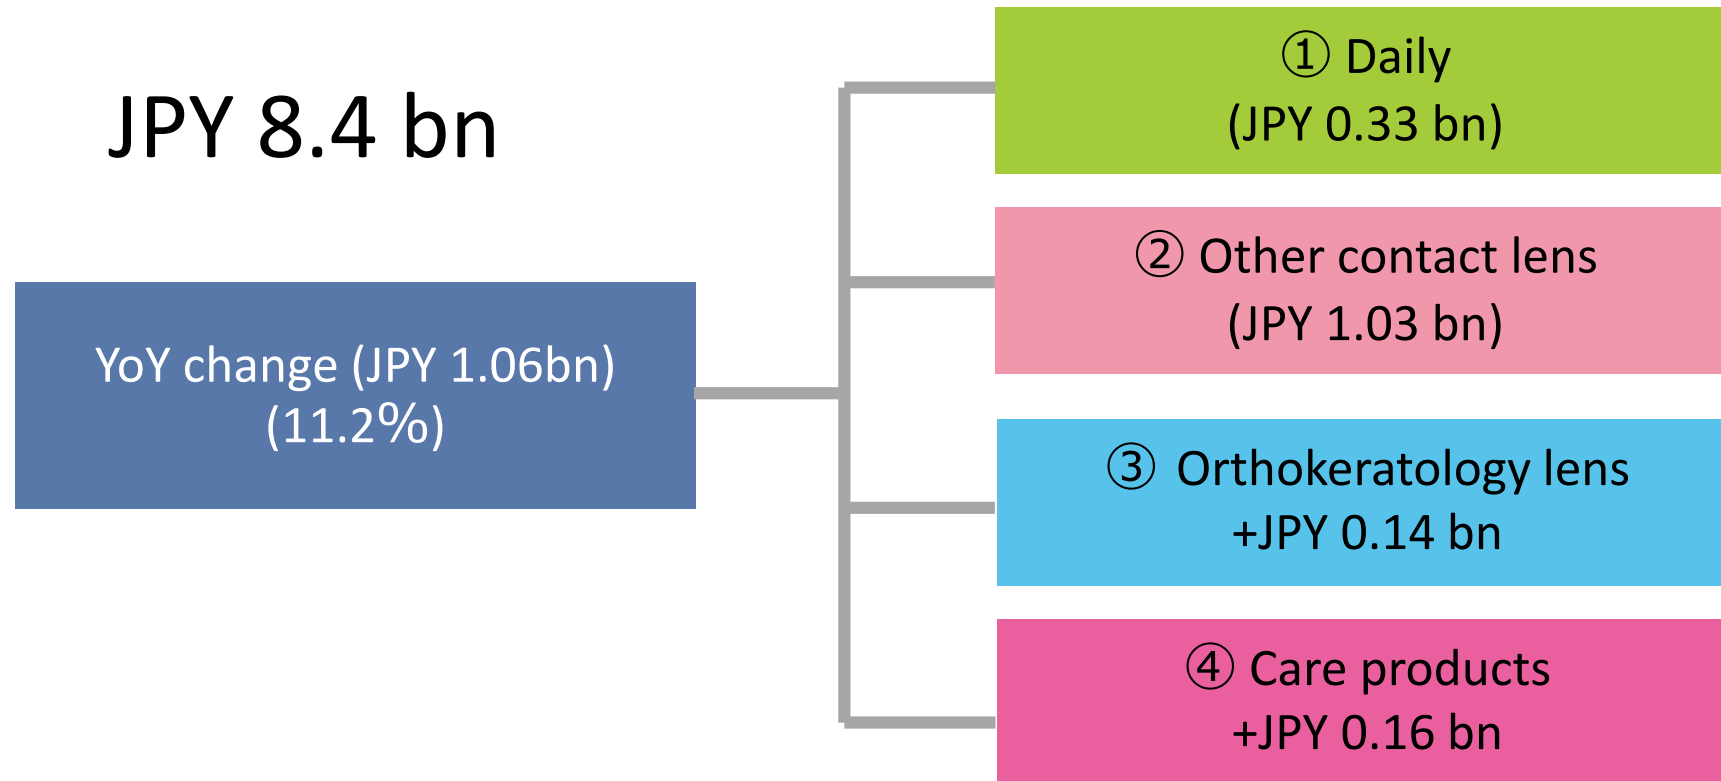 JPY 8.4 bn
YoY change (JPY 1.06bn)
(11.2%)
① Daily
(JPY 0.33 bn)
② Other contact lens
(JPY 1.03 bn)
③ Orthokeratology lens
+JPY 0.14 bn
④ Care products
+JPY 0.16 bn